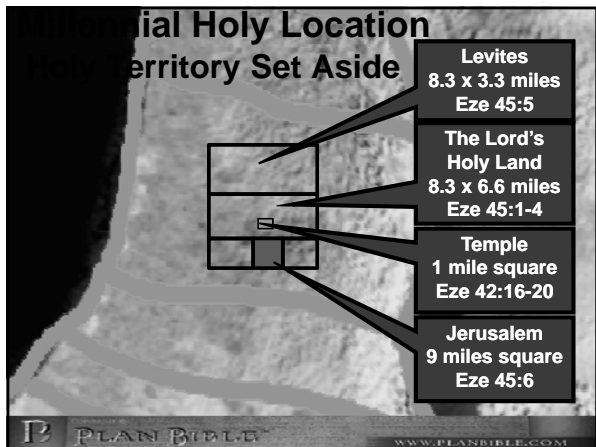 Millennial Holy Location
Holy Territory Set Aside
Levites
8.3 x 3.3 miles
Eze 45:5
The Lord's
Holy Land
8.3 x 6.6 miles
Eze 45:1-4
Temple
1 mile square
Eze 42:16-20
Jerusalem
9 miles square
Eze 45:6
PLAN BIBLE
WWW.PLANBIBLE.COM